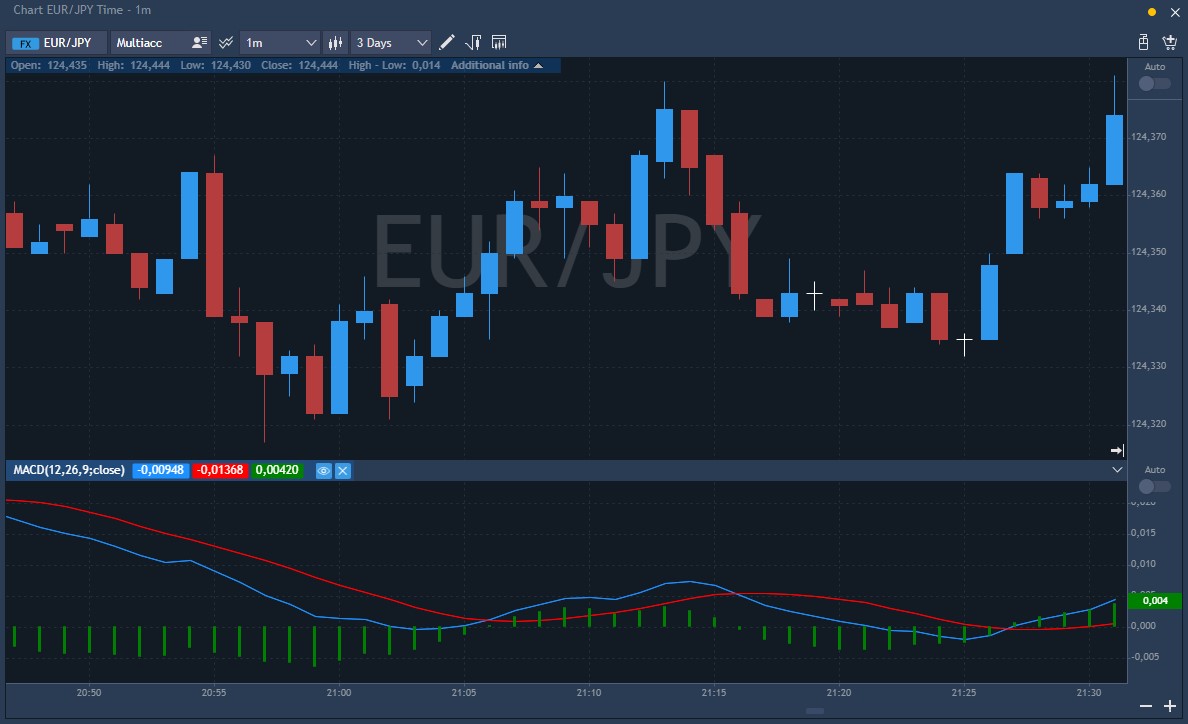 Chart EUR/JPY Time - 1m
FX EUR/JPY Multiacc 1m 3 Days
Open: 124,435 High: 124,444 Low: 124,430 Close: 124,444 High - Low: 0,014 Additional info
Auto
EUR/JPY
124,370
124,360
124,350
124,340
124,330
124,320
MACD(12,26,9;close) -0,00948 -0,01368 0,00420
Auto
0,020
0,015
0,010
0,004
0,000
-0,005
20:50 20:55 21:00 21:05 21:10 21:15 21:20 21:25 21:30